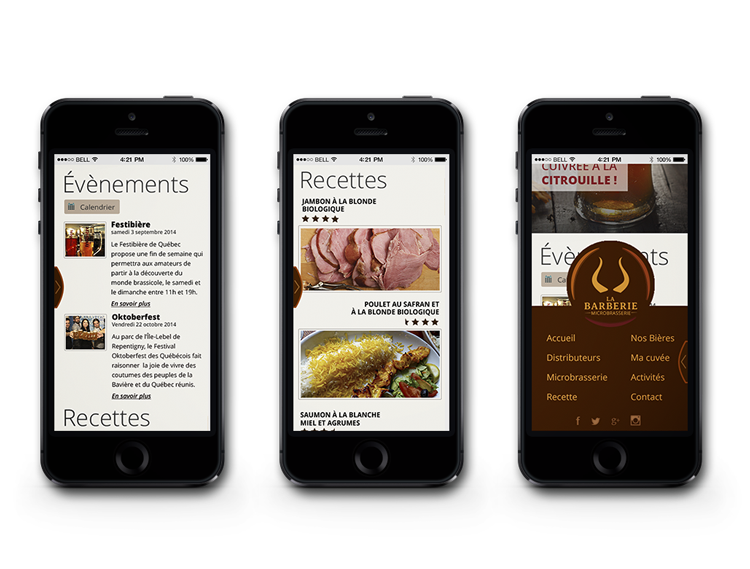 BELL 4:21 PM 100%
Évènements
Calendrier
Festibière
samedi 3 septembre 2014
Le Festibière de Québec
propose une fin de semaine qui
permettra aux amateurs de
partir à la découverte du
monde brassicole, le samedi et
le dimanche entre 11h et 19h.
En savoir plus
Oktoberfest
Vendredi 22 octobre 2014
Au parc de l'Île-Lebel de
Repentigny, le Festival
Oktoberfest des Québécois fait
raisonner la joie de vivre des
coutumes des peuples de la
Bavière et du Québec réunis.
En savoir plus
Recettes
BELL 4:21 PM 100%
Recettes
JAMBON À LA BLONDE
BIOLOGIQUE
POULET AU SAFRAN ET
À LA BLONDE BIOLOGIQUE
SAUMON À LA BLANCHE
MIEL ET AGRUMES
BELL 4:21 PM 100%
CUIVRÉE À LA
CITROUILLE !
LA
BARBERIE
MICROBRASSERIE
Accueil Nos Bières
Distributeurs Ma cuvée
Microbrasserie Activités
Recette Contact